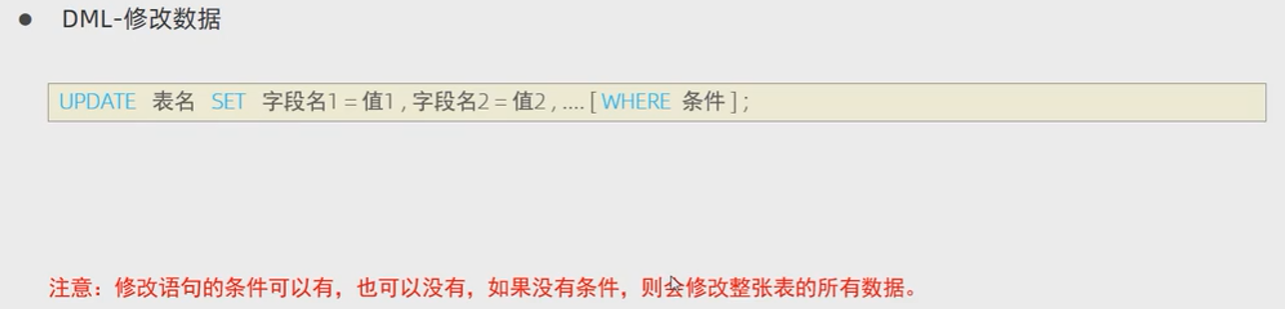 DML-修改数据
UPDATE 表名 SET 字段名1 = 值1 , 字段名2 = 值2 , .... [ WHERE 条件 ] ;
注意：修改语句的条件可以有，也可以没有，如果没有条件，则会修改整张表的所有数据。